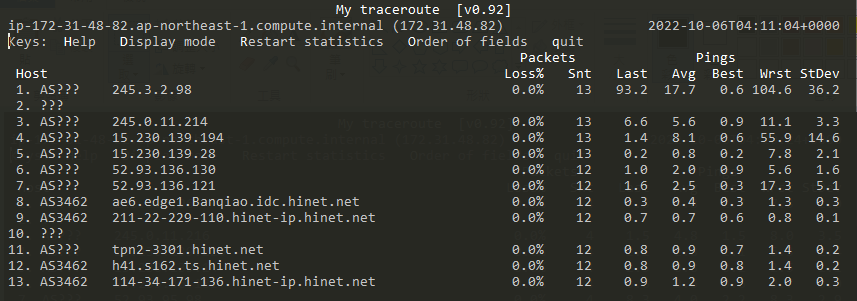 My traceroute [v0.92]
ip-172-31-48-82.ap-northeast-1.compute.internal (172.31.48.82) 2022-10-06T04:11:04+0000
Keys: Help Display mode Restart statistics Order of fields quit
Packets Pings
Host Loss% Snt Last Avg Best Wrst StDev
1. AS??? 245.3.2.98 0.0% 13 93.2 17.7 0.6 104.6 36.2
2. ???
3. AS??? 245.0.11.214 0.0% 13 6.6 5.6 0.9 11.1 3.3
4. AS??? 15.230.139.194 0.0% 13 1.4 8.1 0.6 55.9 14.6
5. AS??? 15.230.139.28 0.0% 13 0.2 0.8 0.2 7.8 2.1
6. AS??? 52.93.136.130 0.0% 12 1.0 2.0 0.9 5.6 1.6
7. AS??? 52.93.136.121 0.0% 12 1.6 2.5 0.3 17.3 5.1
8. AS3462 ae6.edge1.Banqiao.idc.hinet.net 0.0% 12 0.3 0.4 0.3 1.3 0.3
9. AS3462 211-22-229-110.hinet-ip.hinet.net 0.0% 12 0.7 0.7 0.6 0.8 0.1
10. ???
11. AS??? tpn2-3301.hinet.net 0.0% 12 0.8 0.9 0.7 1.4 0.2
12. AS3462 h41.s162.ts.hinet.net 0.0% 12 0.8 0.9 0.8 1.4 0.2
13. AS3462 114-34-171-136.hinet-ip.hinet.net 0.0% 12 0.9 1.2 0.9 2.0 0.3